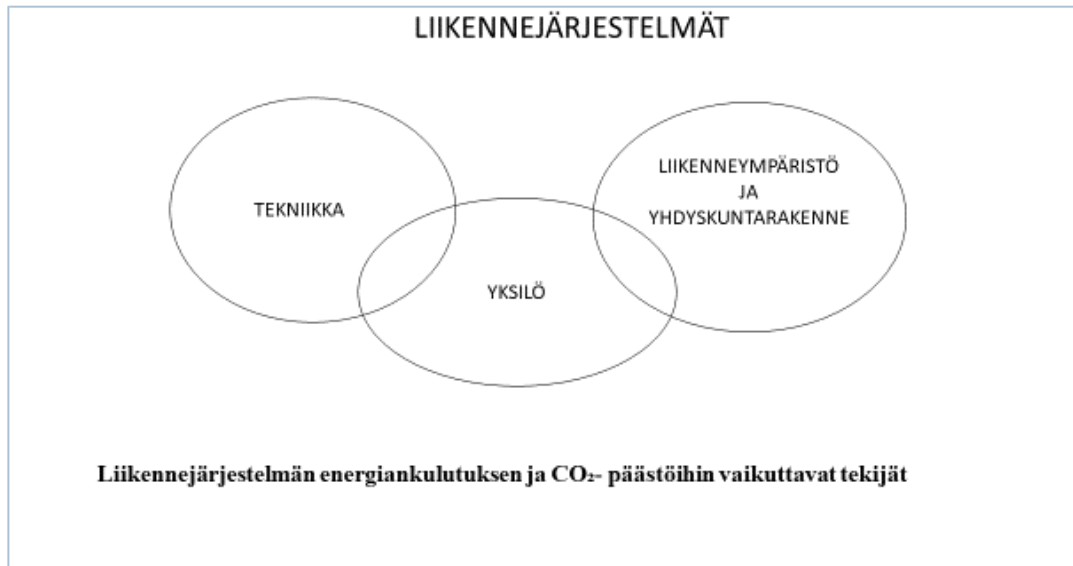 LIIKENNEJÄRJESTELMÄT
TEKNIIKKA
LIIKENNEYMPÄRISTÖ
JA
YHDYSKUNTARAKENNE
YKSILÖ
Liikennejärjestelmän energiankulutuksen ja CO₂- päästöihin vaikuttavat tekijät